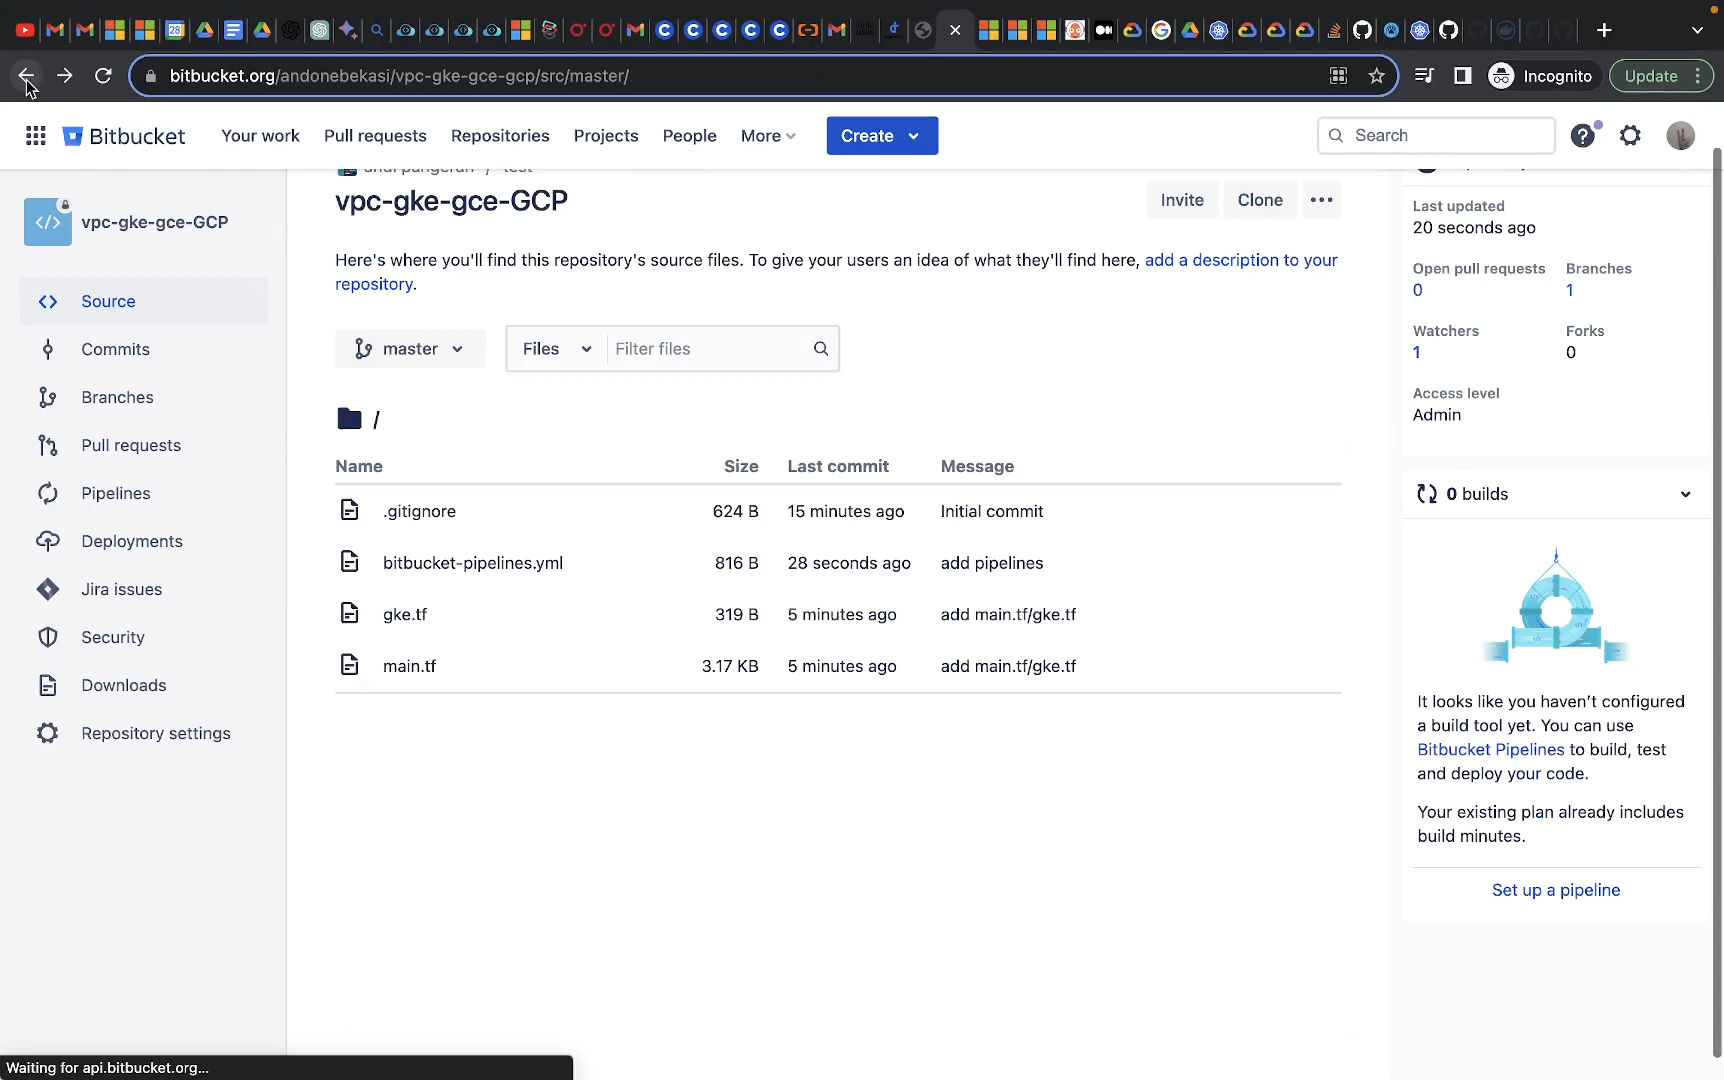 bitbucket.org/andonebekasi/vpc-gke-gce-gcp/src/master/
Incognito
Update
Bitbucket
Your work
Pull requests
Repositories
Projects
People
More
Create
Search
vpc-gke-gce-GCP
Source
Commits
Branches
Pull requests
Pipelines
Deployments
Jira issues
Security
Downloads
Repository settings
vpc-gke-gce-GCP
Invite
Clone
Here's where you'll find this repository's source files. To give your users an idea of what they'll find here, add a description to your
repository.
master
Files
Filter files
/
Name Size Last commit Message
.gitignore 624 B 15 minutes ago Initial commit
bitbucket-pipelines.yml 816 B 28 seconds ago add pipelines
gke.tf 319 B 5 minutes ago add main.tf/gke.tf
main.tf 3.17 KB 5 minutes ago add main.tf/gke.tf
Last updated
20 seconds ago
Open pull requests Branches
0 1
Watchers Forks
1 0
Access level
Admin
0 builds
It looks like you haven’t configured
a build tool yet. You can use
Bitbucket Pipelines to build, test
and deploy your code.
Your existing plan already includes
build minutes.
Set up a pipeline
Waiting for api.bitbucket.org...